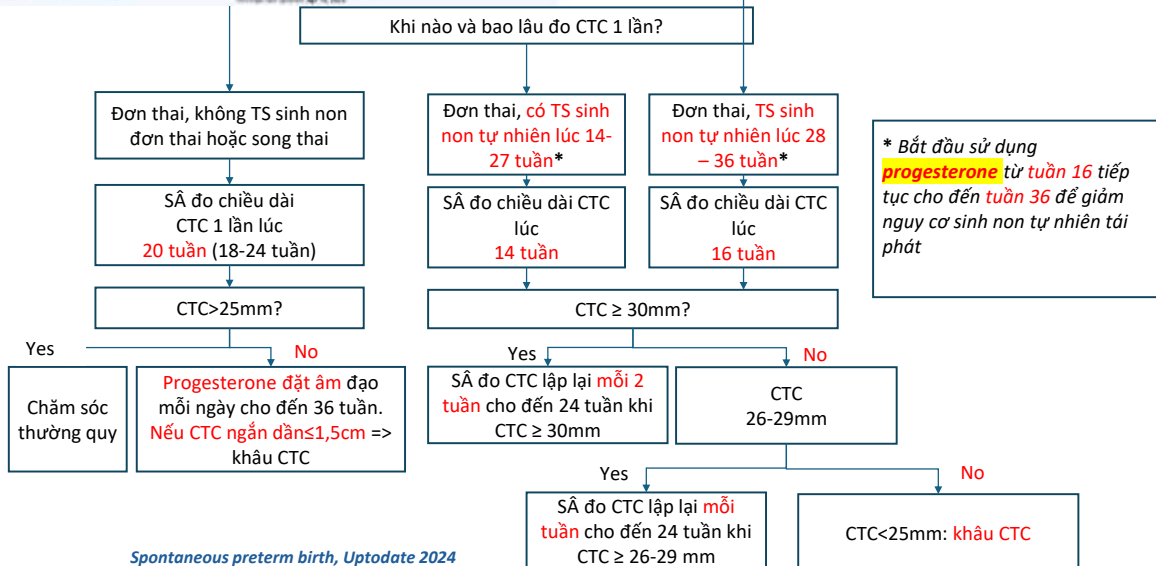 Khi nào và bao lâu đo CTC 1 lần?
Đơn thai, không TS sinh non
đơn thai hoặc song thai
Đơn thai, có TS sinh
non tự nhiên lúc 14-
27 tuần*
Đơn thai, TS sinh
non tự nhiên lúc 28
– 36 tuần*
* Bắt đầu sử dụng
progesterone từ tuần 16 tiếp
tục cho đến tuần 36 để giảm
nguy cơ sinh non tự nhiên tái
phát
SÂ đo chiều dài
CTC 1 lần lúc
20 tuần (18-24 tuần)
SÂ đo chiều dài CTC
lúc
14 tuần
SÂ đo chiều dài CTC
lúc
16 tuần
CTC>25mm?
CTC ≥ 30mm?
Yes
No
Yes
No
Chăm sóc
thường quy
Progesterone đặt âm đạo
mỗi ngày cho đến 36 tuần.
Nếu CTC ngắn dần≤1,5cm =>
khâu CTC
SÂ đo CTC lập lại mỗi 2
tuần cho đến 24 tuần khi
CTC ≥ 30mm
CTC
26-29mm
Yes
No
SÂ đo CTC lập lại mỗi
tuần cho đến 24 tuần khi
CTC ≥ 26-29 mm
CTC<25mm: khâu CTC
Spontaneous preterm birth, Uptodate 2024